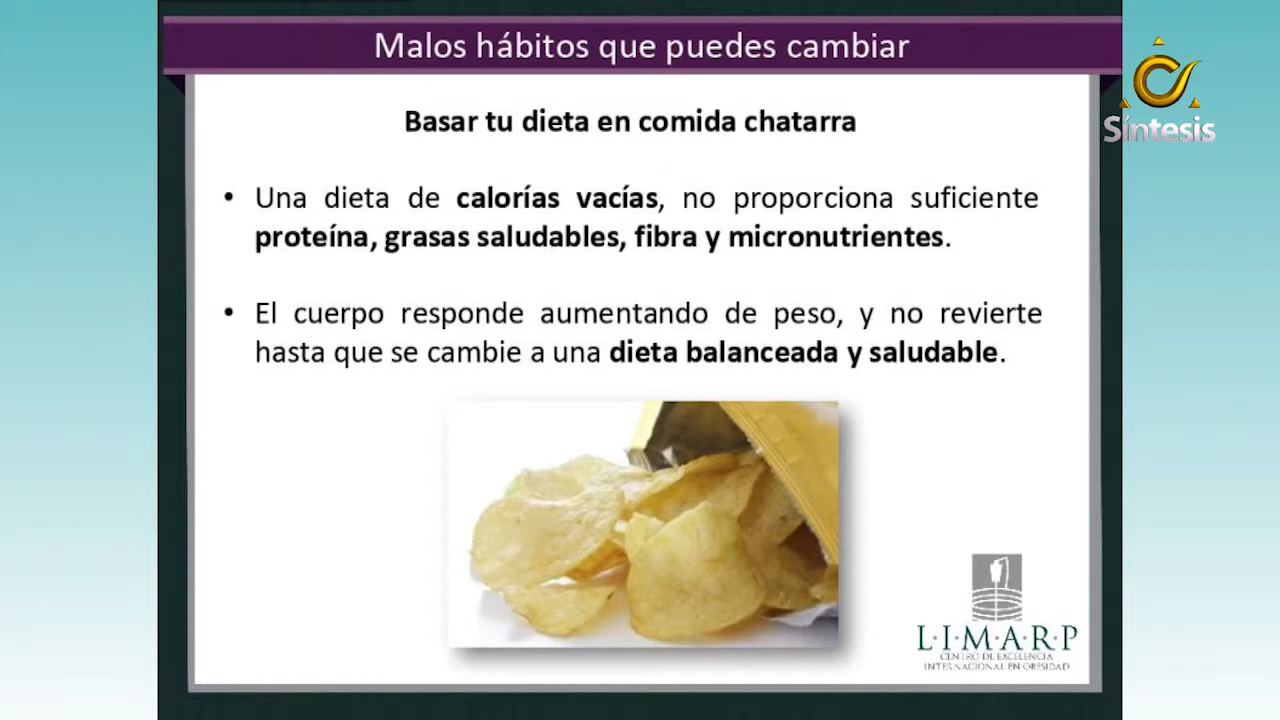 Malos hábitos que puedes cambiar
Síntesis
Basar tu dieta en comida chatarra
• Una dieta de calorías vacías, no proporciona suficiente
proteína, grasas saludables, fibra y micronutrientes.
• El cuerpo responde aumentando de peso, y no revierte
hasta que se cambie a una dieta balanceada y saludable.
L·I·M·A·R·P
CENTRO DE EXCELENCIA
INTERNACIONAL EN OBESIDAD